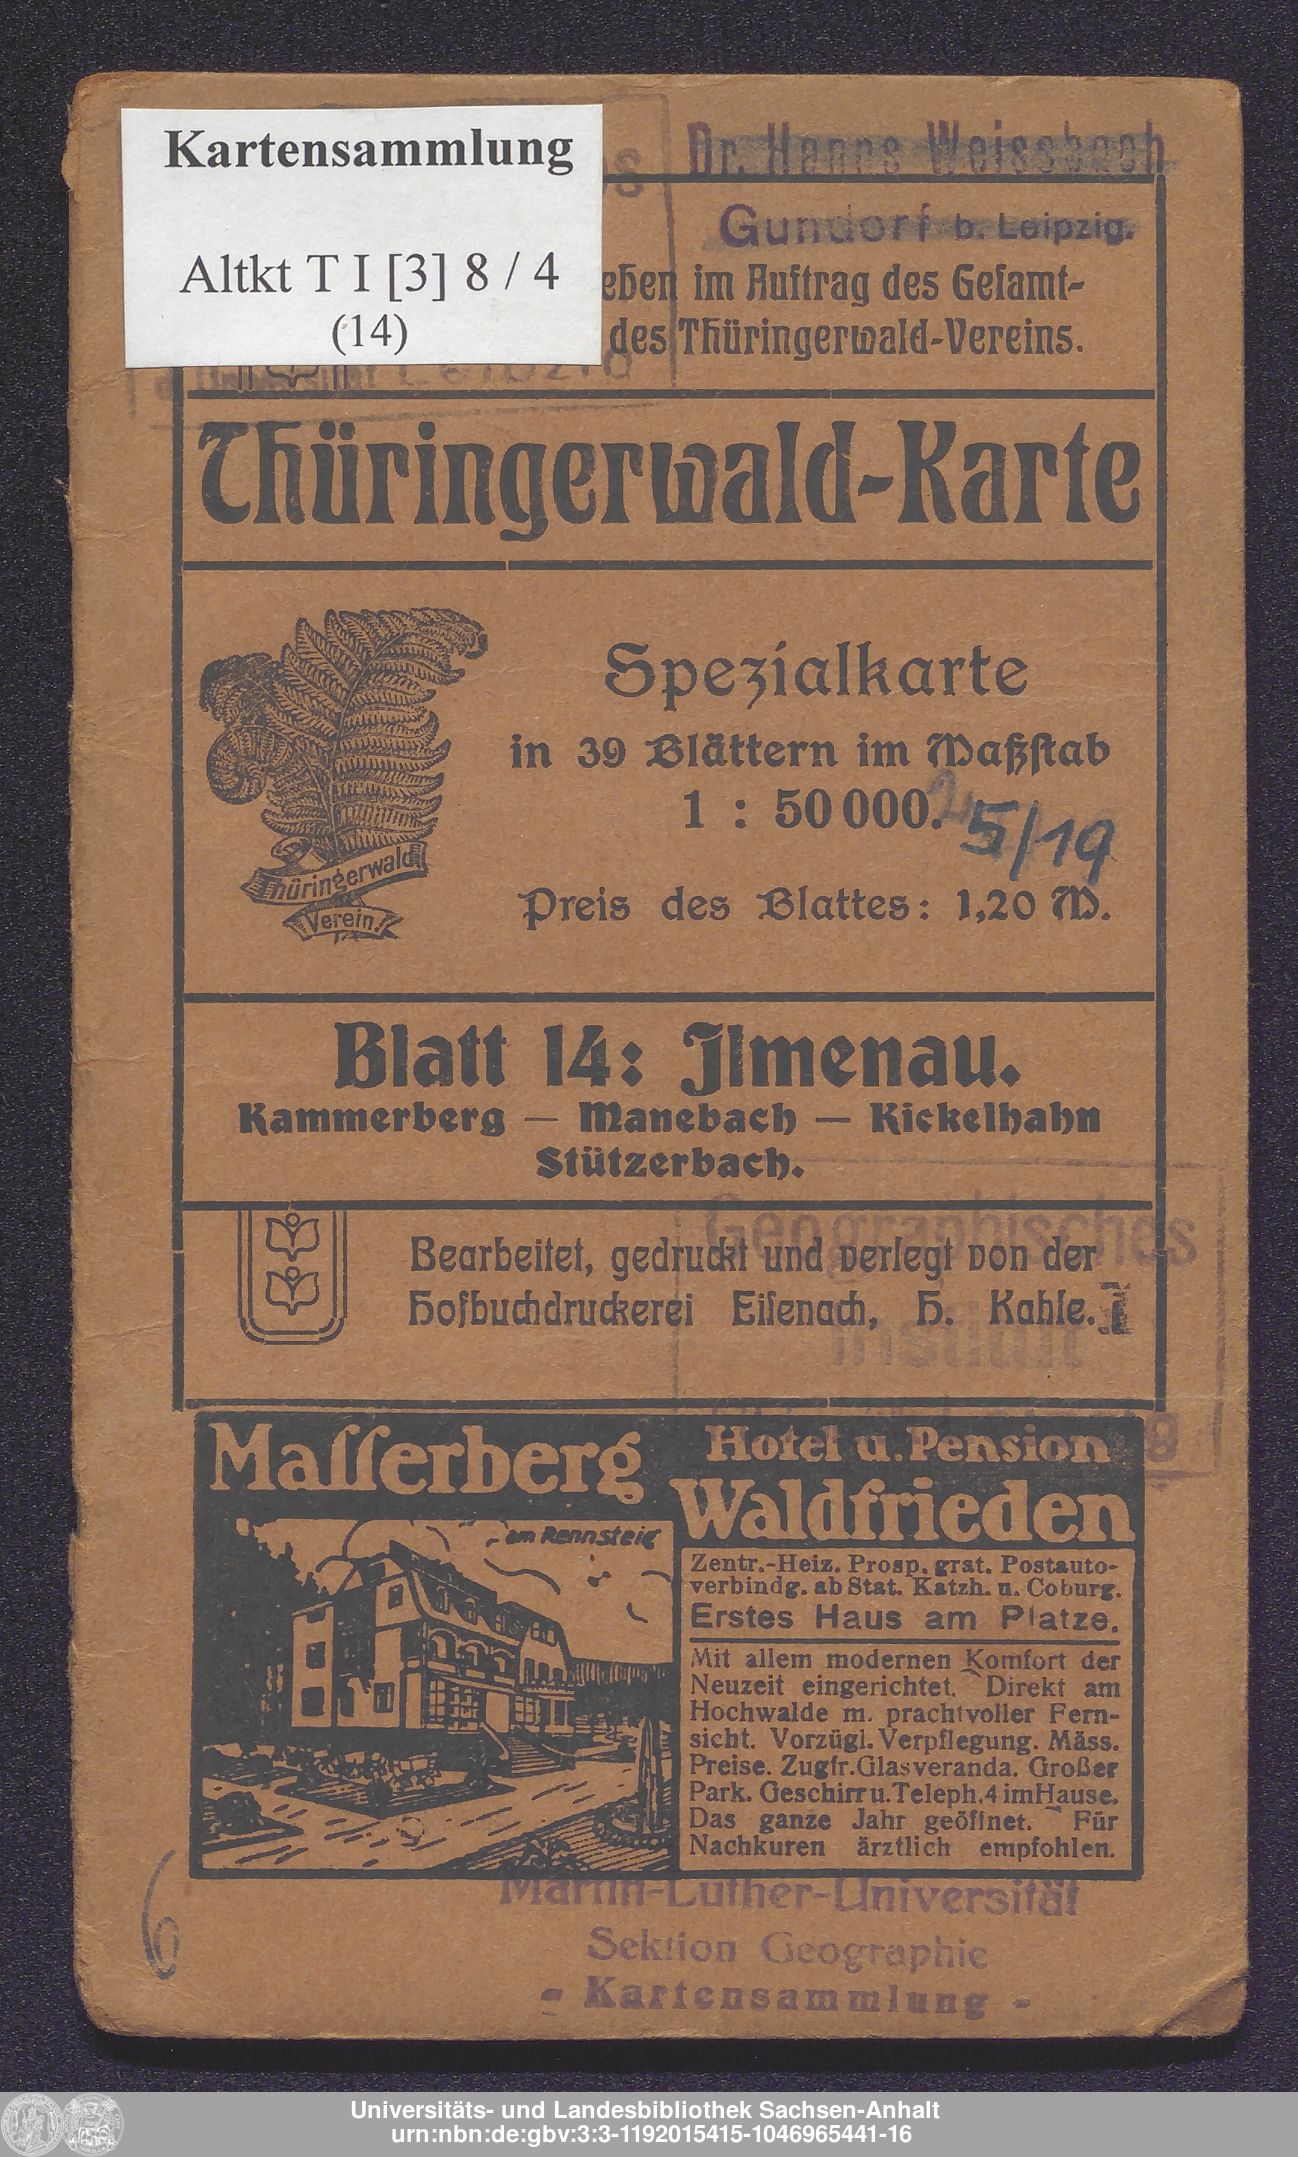 Kartensammlung
Altkt T I [3] 8 / 4
(14)
Dr. Hanns Weissbach
Gundorf b. Leipzig.
eben im Auftrag des Gesamt-
des Thüringerwald-Vereins.
Thüringerwald-Karte
Spezialkarte
in 39 Blättern im Maßstab
1 : 50 000.
5/19
Preis des Blattes: 1,20 M.
Thüringerwald
Verein!
Blatt 14: Ilmenau.
Kammerberg — Manebach — Kickelhahn
Stützerbach.
Geographisches
Institut
Bearbeitet, gedruckt und verlegt von der
Hofbuchdruckerei Eisenach, H. Kahle.
Masserberg
am Rennsteig
Hotel u. Pension
Waldfrieden
Zentr.-Heiz. Prosp. grat. Postauto-
verbindg. ab Stat. Katzh. u. Coburg.
Erstes Haus am Platze.
Mit allem modernen Komfort der
Neuzeit eingerichtet. Direkt am
Hochwalde m. prachtvoller Fern-
sicht. Vorzügl. Verpflegung. Mäss.
Preise. Zugfr. Glasveranda. Großer
Park. Geschirr u. Teleph. 4 im Hause.
Das ganze Jahr geöffnet. Für
Nachkuren ärztlich empfohlen.
6
Martin-Luther-Universität
Sektion Geographie
- Kartensammlung -
Universitäts- und Landesbibliothek Sachsen-Anhalt
urn:nbn:de:gbv:3:3-1192015415-1046965441-16